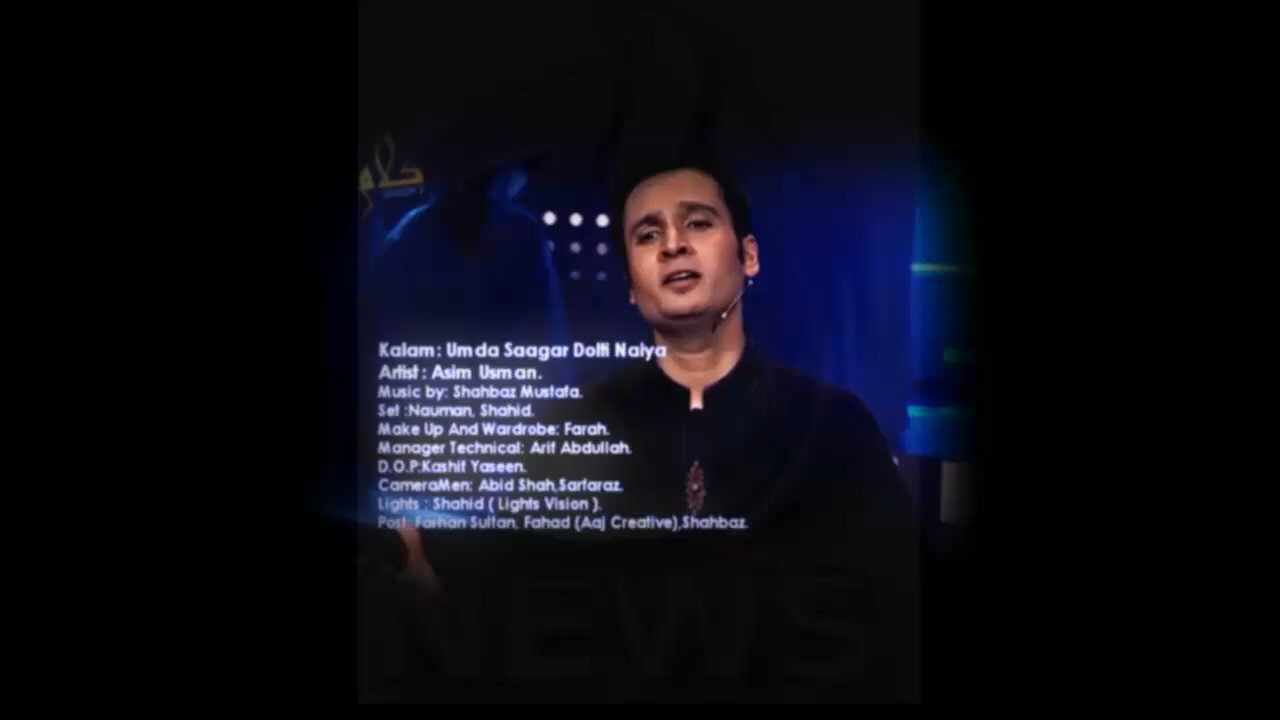 Kalam: Umda Saagar Dolti Naiya
Artist : Asim Usman.
Music by: Shahbaz Mustafa.
Set :Nauman, Shahid.
Make Up And Wardrobe: Farah.
Manager Technical: Arif Abdullah.
D.O.P:Kashif Yaseen.
CameraMen: Abid Shah,Sarfaraz.
Lights : Shahid ( Lights Vision ).
Post Farhan Sultan, Fahad (Aaj Creative),Shahbaz.
NEWS